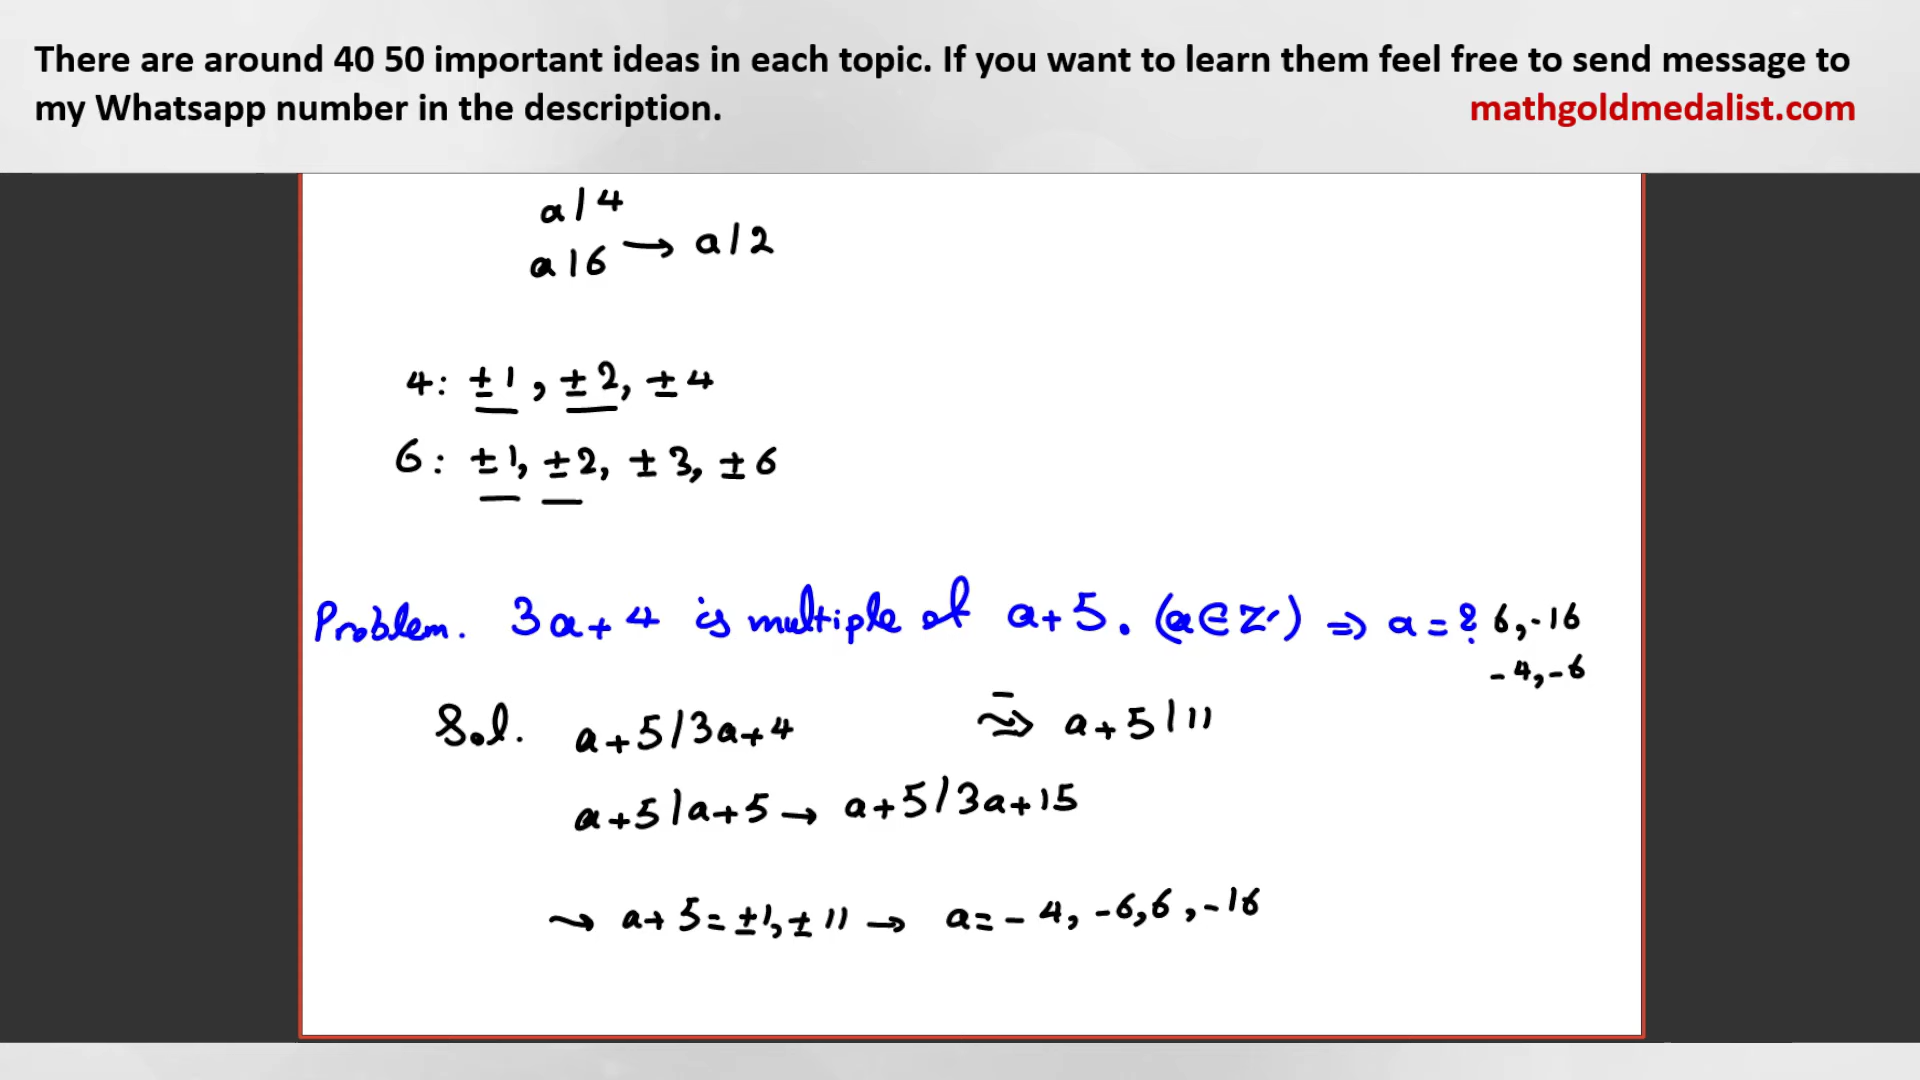 There are around 40 50 important ideas in each topic. If you want to learn them feel free to send message to
my Whatsapp number in the description. mathgoldmedalist.com
a|4
a|6 → a|2
4: ±1, ±2, ±4
6: ±1, ±2, ±3, ±6
Problem. 3a+4 is multiple of a+5. (a∈Z) ⇒ a=? 6,-16
-4,-6
Sol. a+5|3a+4 ⇒ a+5|11
a+5|a+5 → a+5|3a+15
→ a+5=±1,±11 → a=-4,-6,6,-16